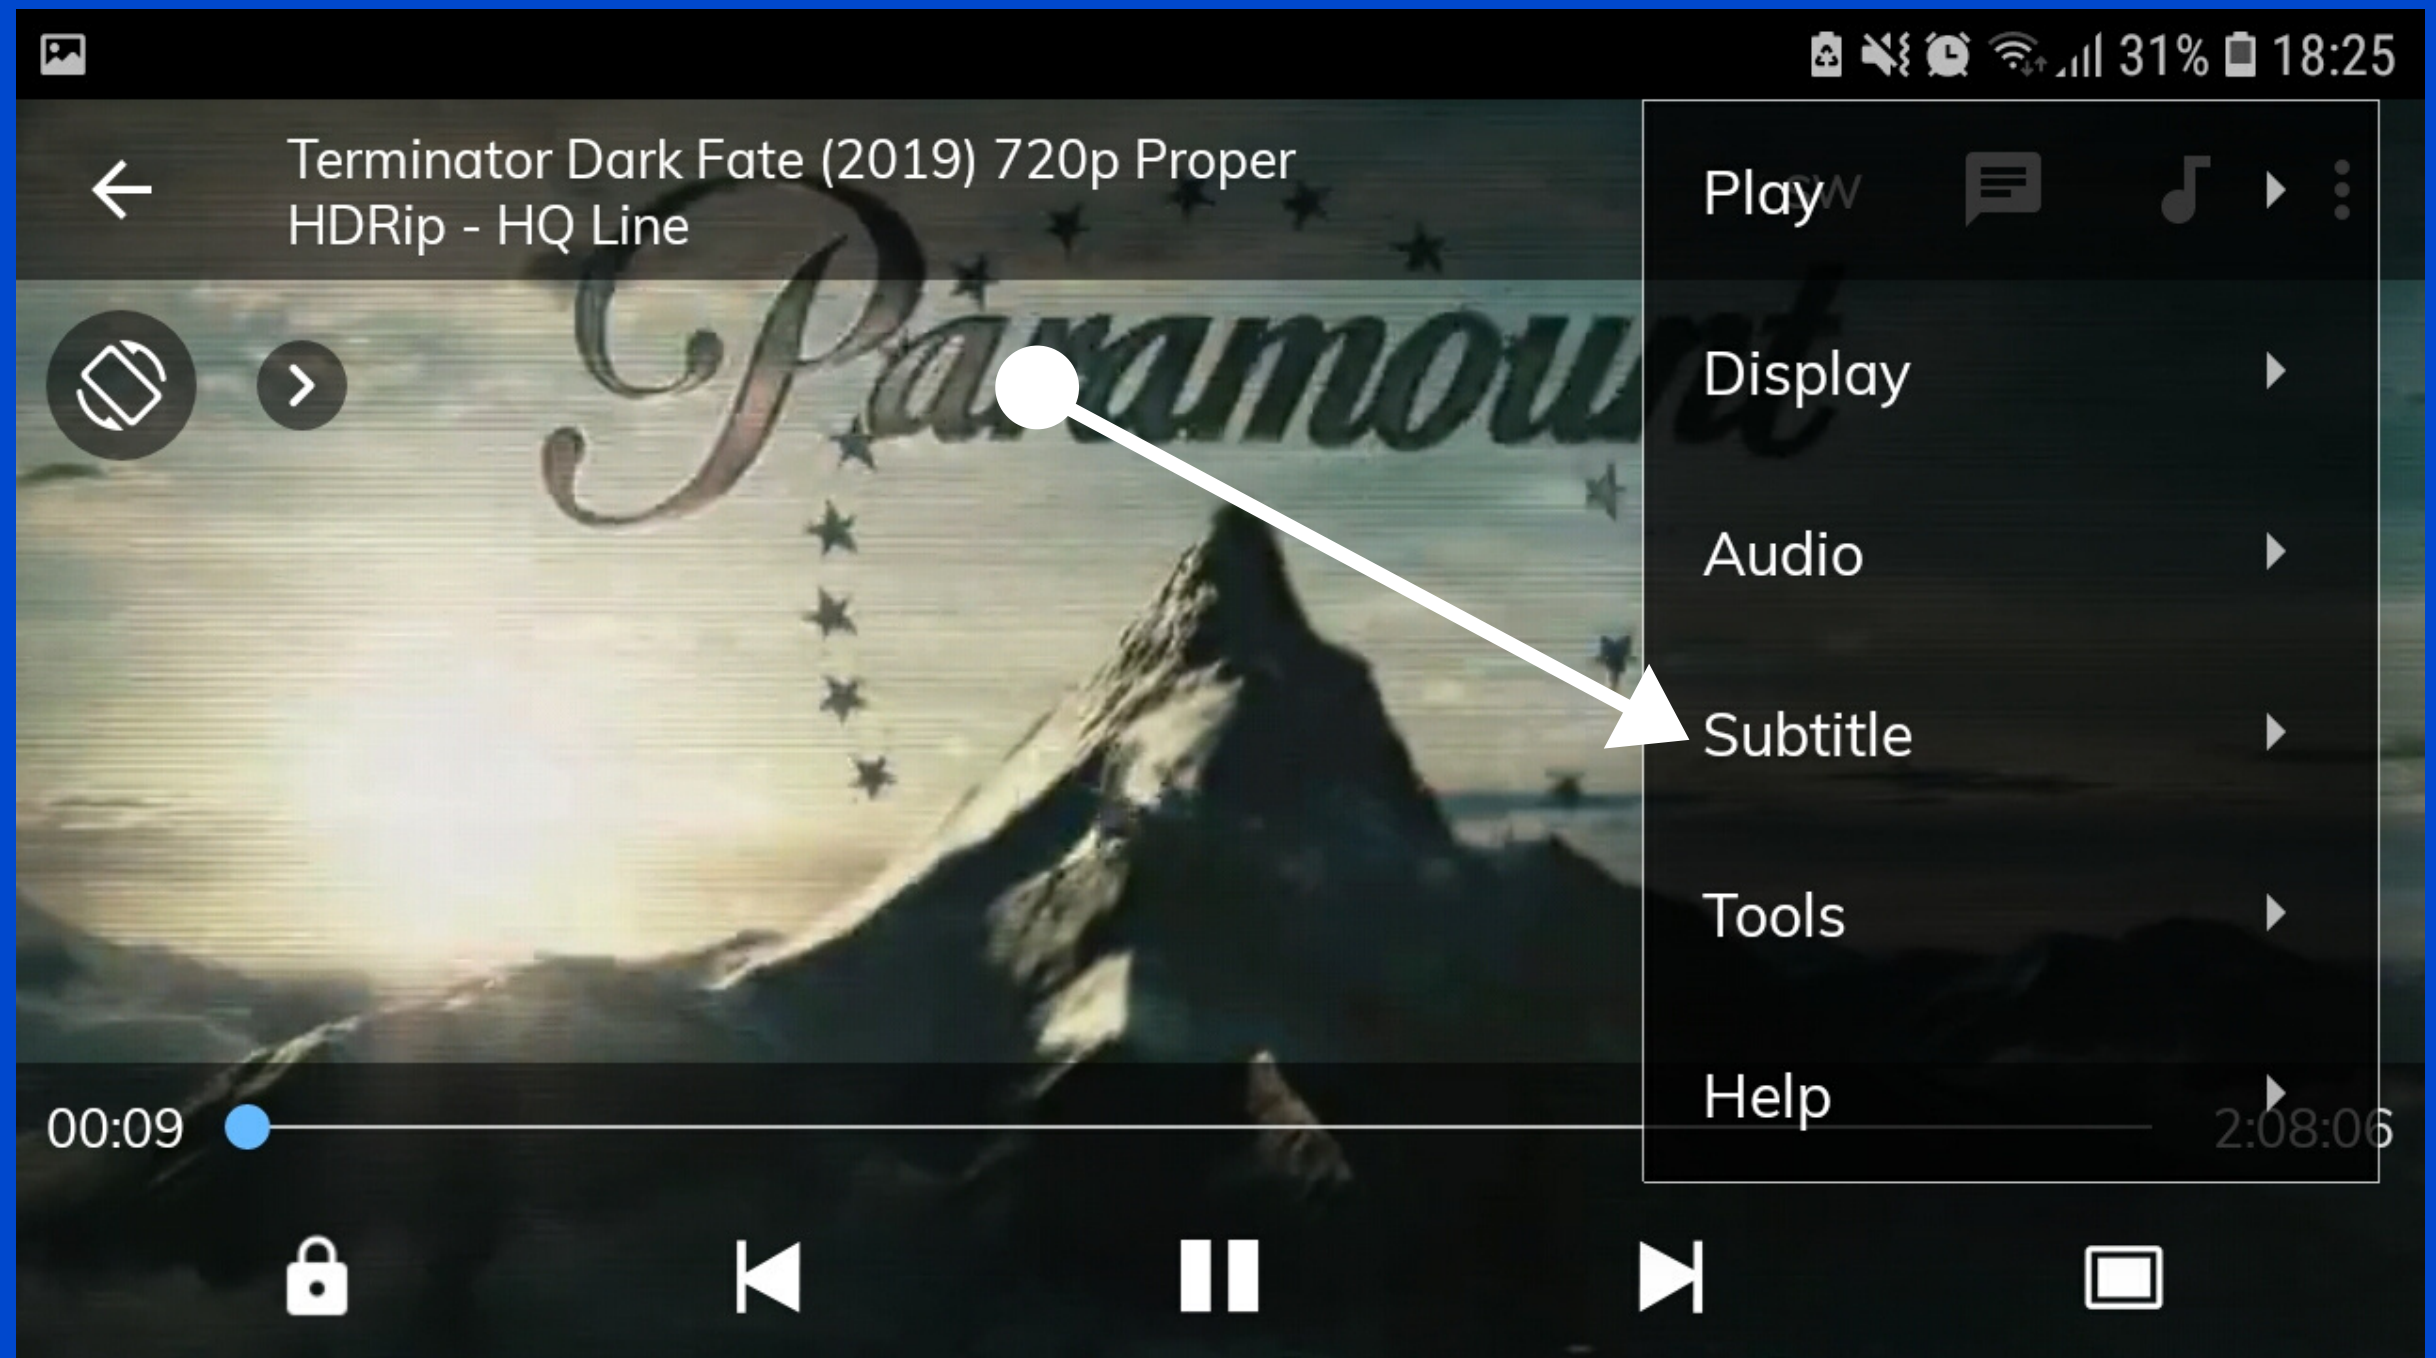 31% 18:25
Terminator Dark Fate (2019) 720p Proper
HDRip - HQ Line
SW
Paramount
Play
Display
Audio
Subtitle
Tools
Help
00:09
2:08:06